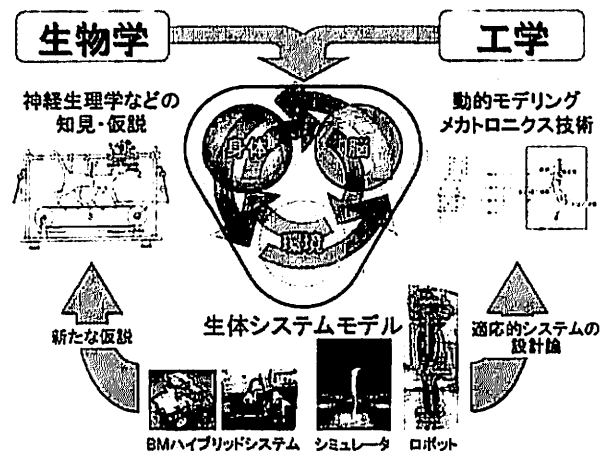 生物学
工学
神経生理学などの
知見・仮説
動的モデリング
メカトロニクス技術
身体
脳
生体システムモデル
新たな仮説
適応的システムの
設計論
BMハイブリッドシステム
シミュレータ
ロボット